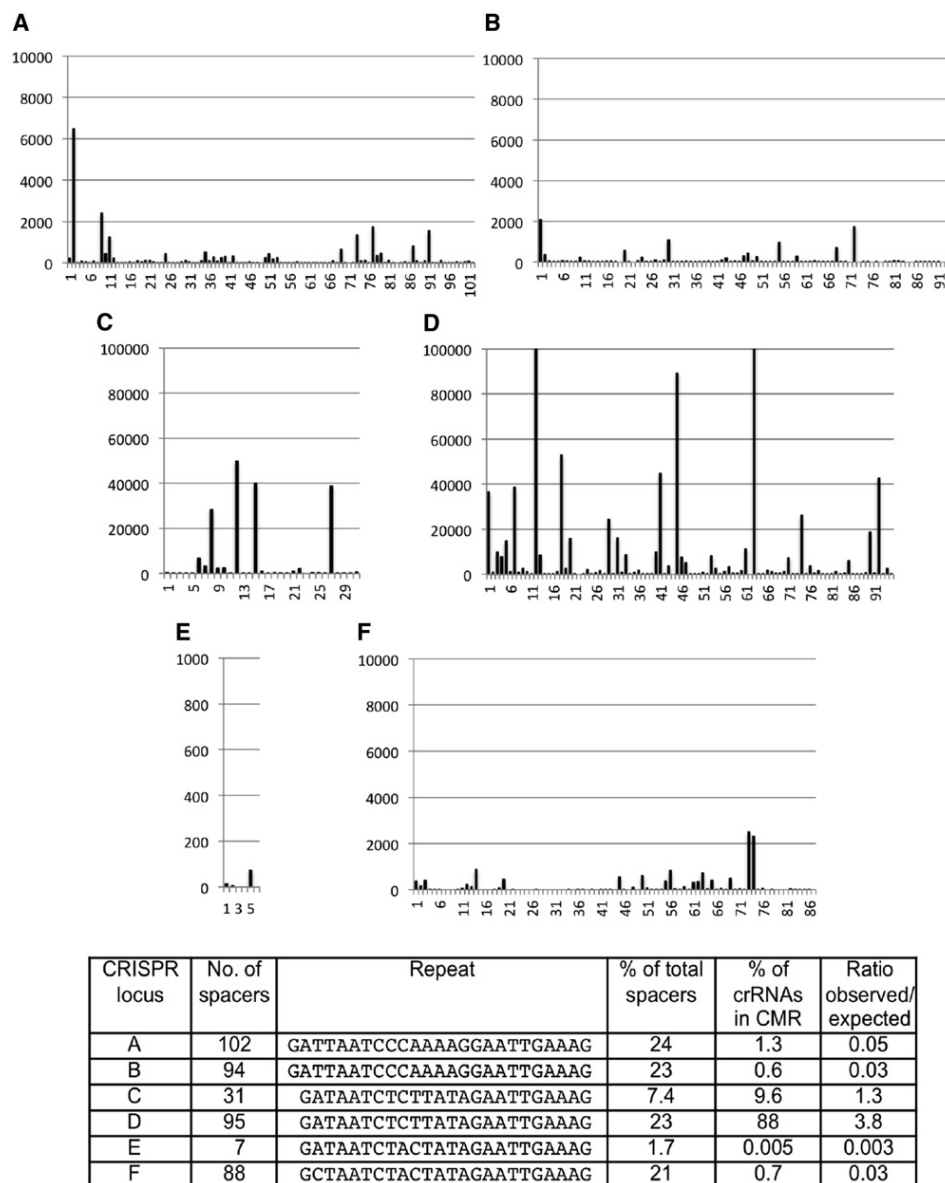 A
10000
8000
6000
4000
2000
0
1 6 11 16 21 26 31 36 41 46 51 56 61 66 71 76 81 86 91 96 101
B
10000
8000
6000
4000
2000
0
1 6 11 16 21 26 31 36 41 46 51 56 61 66 71 76 81 86 91
C
100000
80000
60000
40000
20000
0
1 5 9 13 17 21 25 29
D
100000
80000
60000
40000
20000
0
1 6 11 16 21 26 31 36 41 46 51 56 61 66 71 76 81 86 91
E
1000
800
600
400
200
0
1 3 5
F
10000
8000
6000
4000
2000
0
1 6 11 16 21 26 31 36 41 46 51 56 61 66 71 76 81 86
CRISPR locus No. of spacers Repeat % of total spacers % of crRNAs in CMR Ratio observed/ expected
A 102 GATTAATCCCAAAAGGAATTGAAAG 24 1.3 0.05
B 94 GATTAATCCCAAAAGGAATTGAAAG 23 0.6 0.03
C 31 GATAATCTCTTATAGAATTGAAAG 7.4 9.6 1.3
D 95 GATAATCTCTTATAGAATTGAAAG 23 88 3.8
E 7 GATAATCTACTATAGAATTGAAAG 1.7 0.005 0.003
F 88 GCTAATCTACTATAGAATTGAAAG 21 0.7 0.03